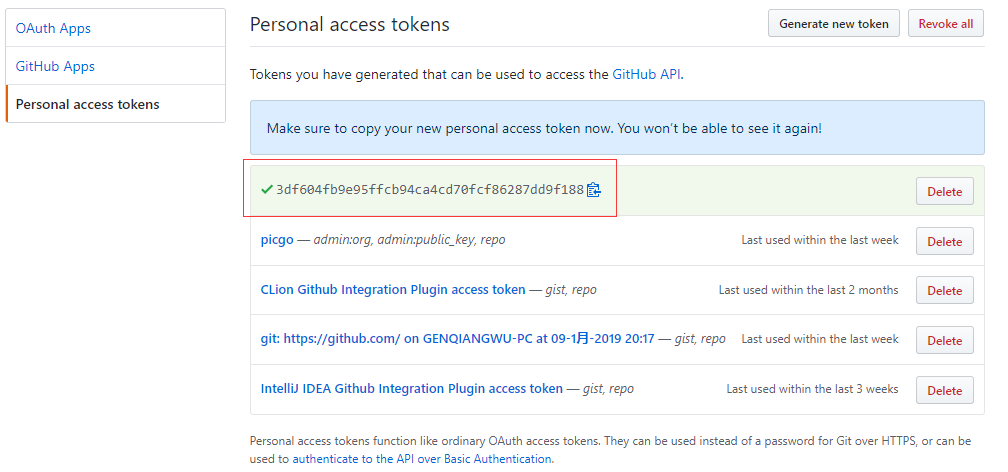 OAuth Apps
GitHub Apps
Personal access tokens
Personal access tokens
Generate new token
Revoke all
Tokens you have generated that can be used to access the GitHub API.
Make sure to copy your new personal access token now. You won't be able to see it again!
3df604fb9e95ffcb94ca4cd70fcf86287dd9f188
Delete
picgo — admin:org, admin:public_key, repo
Last used within the last week
Delete
CLion Github Integration Plugin access token — gist, repo
Last used within the last 2 months
Delete
git: https://github.com/ on GENQIANGWU-PC at 09-1月-2019 20:17 — gist, repo
Last used within the last week
Delete
IntelliJ IDEA Github Integration Plugin access token — gist, repo
Last used within the last 3 weeks
Delete
Personal access tokens function like ordinary OAuth access tokens. They can be used instead of a password for Git over HTTPS, or can be
used to authenticate to the API over Basic Authentication.